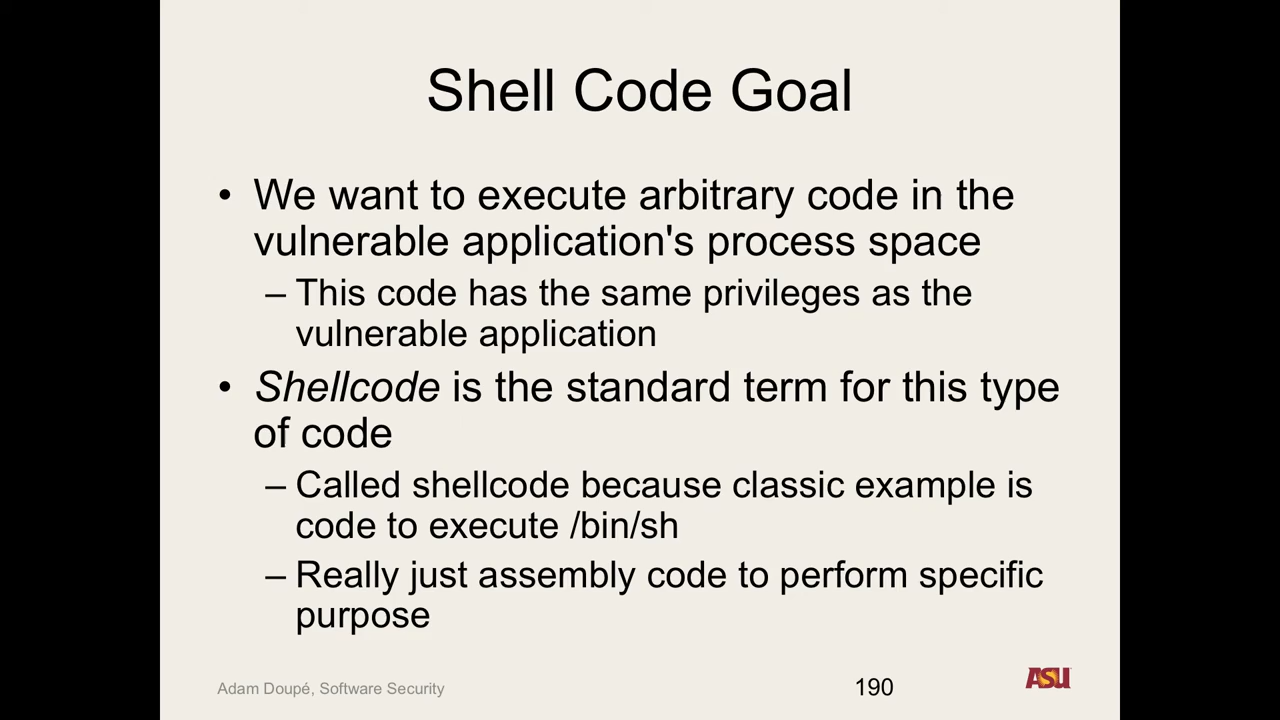 Shell Code Goal
• We want to execute arbitrary code in the
vulnerable application's process space
– This code has the same privileges as the
vulnerable application
• Shellcode is the standard term for this type
of code
– Called shellcode because classic example is
code to execute /bin/sh
– Really just assembly code to perform specific
purpose
Adam Doupé, Software Security
190
ASU